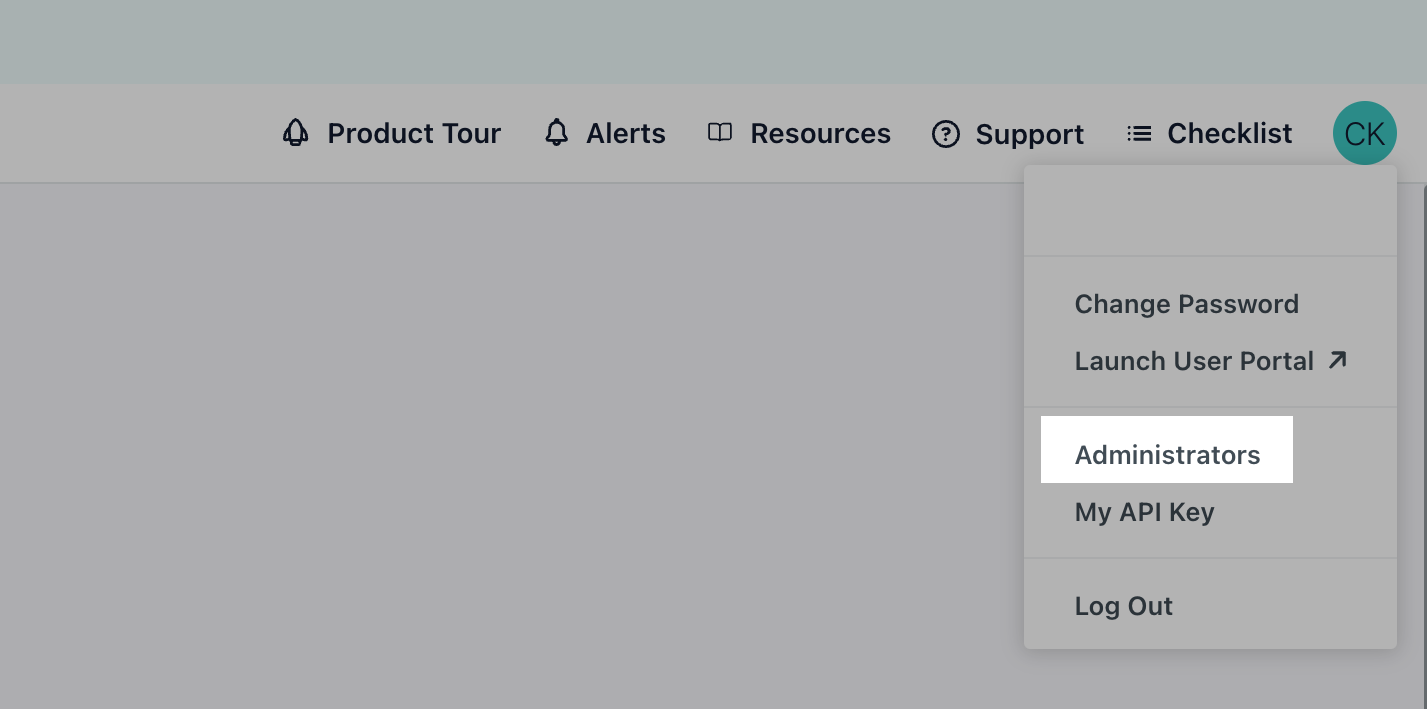 Product Tour Alerts Resources Support Checklist CK
Change Password
Launch User Portal
Administrators
My API Key
Log Out